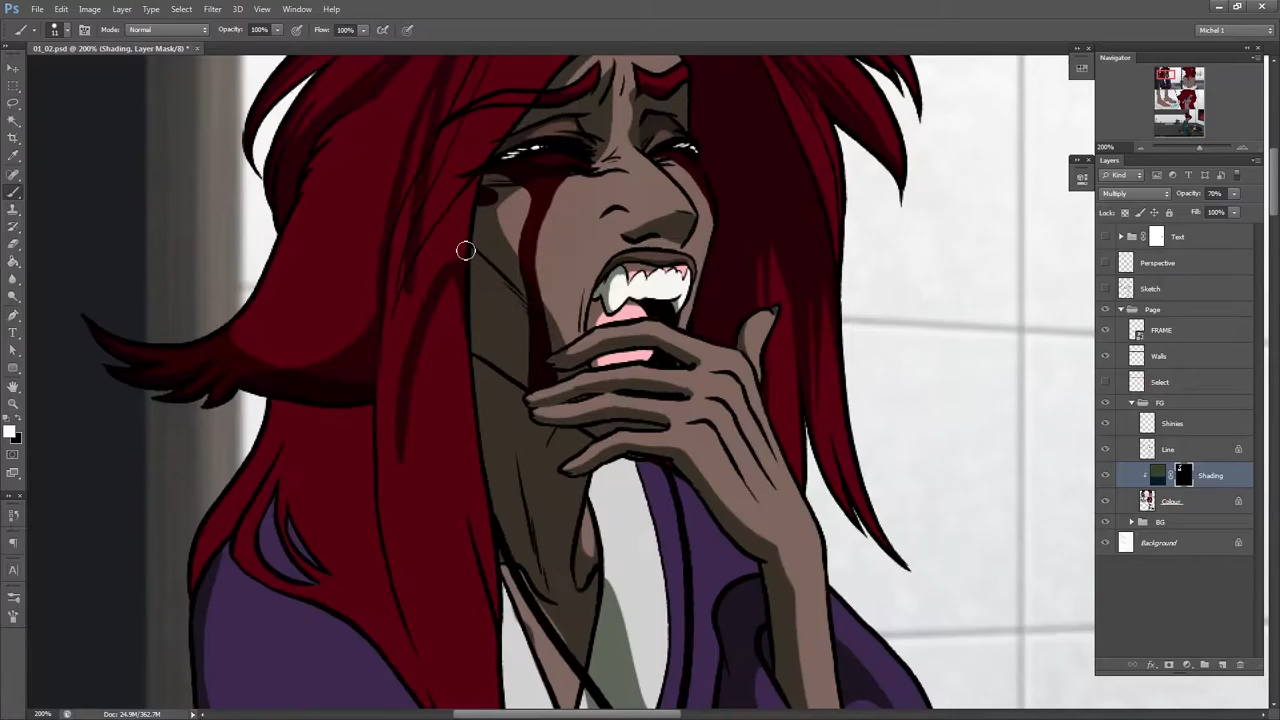 Ps File Edit Image Layer Type Select Filter 3D View Window Help
11 Mode: Normal Opacity: 100% Flow: 100% Michel 1
01_02.psd @ 200% (Shading, Layer Mask/8) * ×
Navigator
200%
Layers
Kind
Multiply Opacity: 70%
Lock: Fill: 100%
Text
Perspective
Sketch
Page
FRAME
Walls
Select
FG
Shinies
Line
Shading
Colour
BG
Background
200% Doc: 24.9M/362.7M